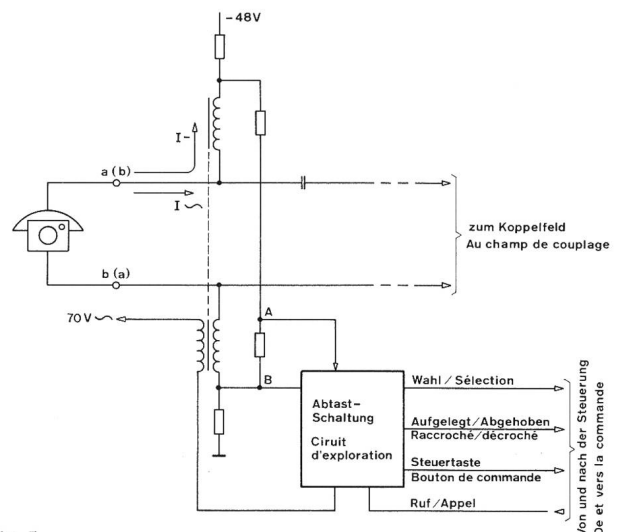 -48V
I-
a (b)
I ~
zum Koppelfeld
Au champ de couplage
b (a)
70V ~
A
B
Abtast-
Schaltung
Ciruit
d'exploration
Wahl / Sélection
Aufgelegt/Abgehoben
Raccroché/décroché
Steuertaste
Bouton de commande
Ruf/Appel
Von und nach der Steuerung
De et vers la commande